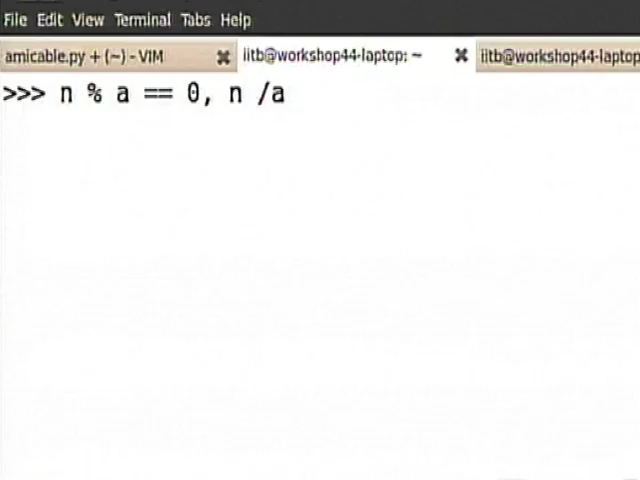 File Edit View Terminal Tabs Help
amicable.py + (~) - VIM iitb@workshop44-laptop: ~ iitb@workshop44-laptop
>>> n % a == 0, n /a